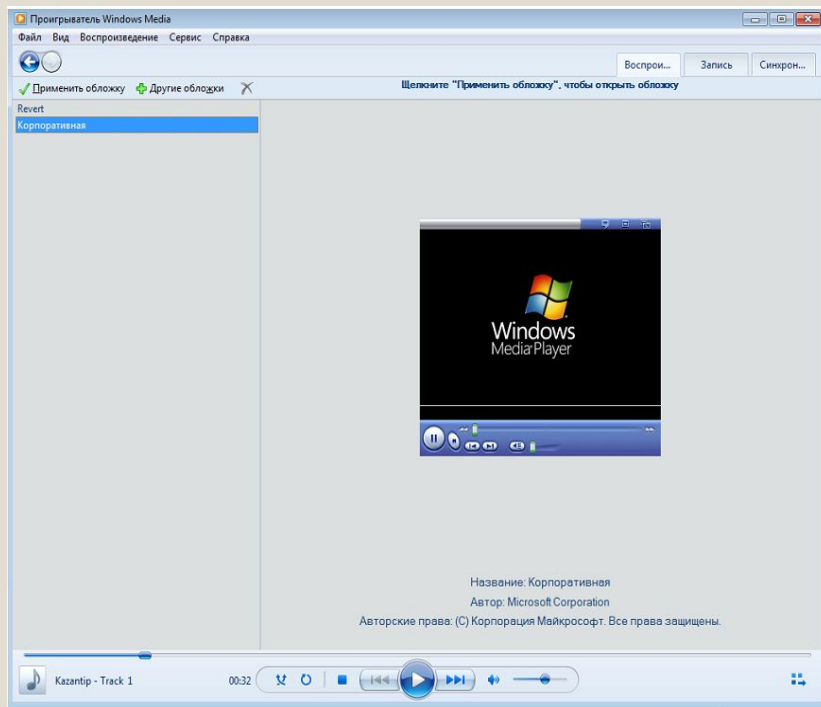 Проигрыватель Windows Media
Файл Вид Воспроизведение Сервис Справка
Воспрои... Запись Синхрон...
Применить обложку Другие обложки
Щелкните "Применить обложку", чтобы открыть обложку
Revert
Корпоративная
Windows
Media Player
Название: Корпоративная
Автор: Microsoft Corporation
Авторские права: (C) Корпорация Майкрософт. Все права защищены.
Kazantip - Track 1 00:32